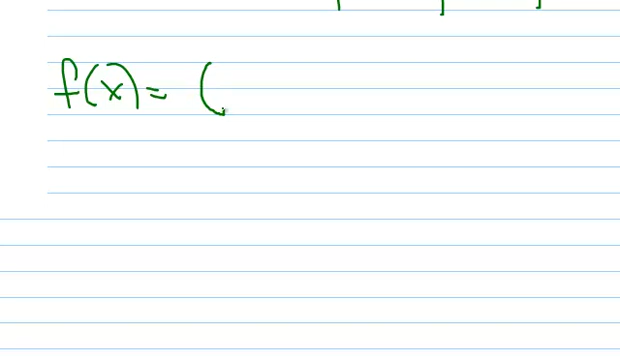 f(x) = (